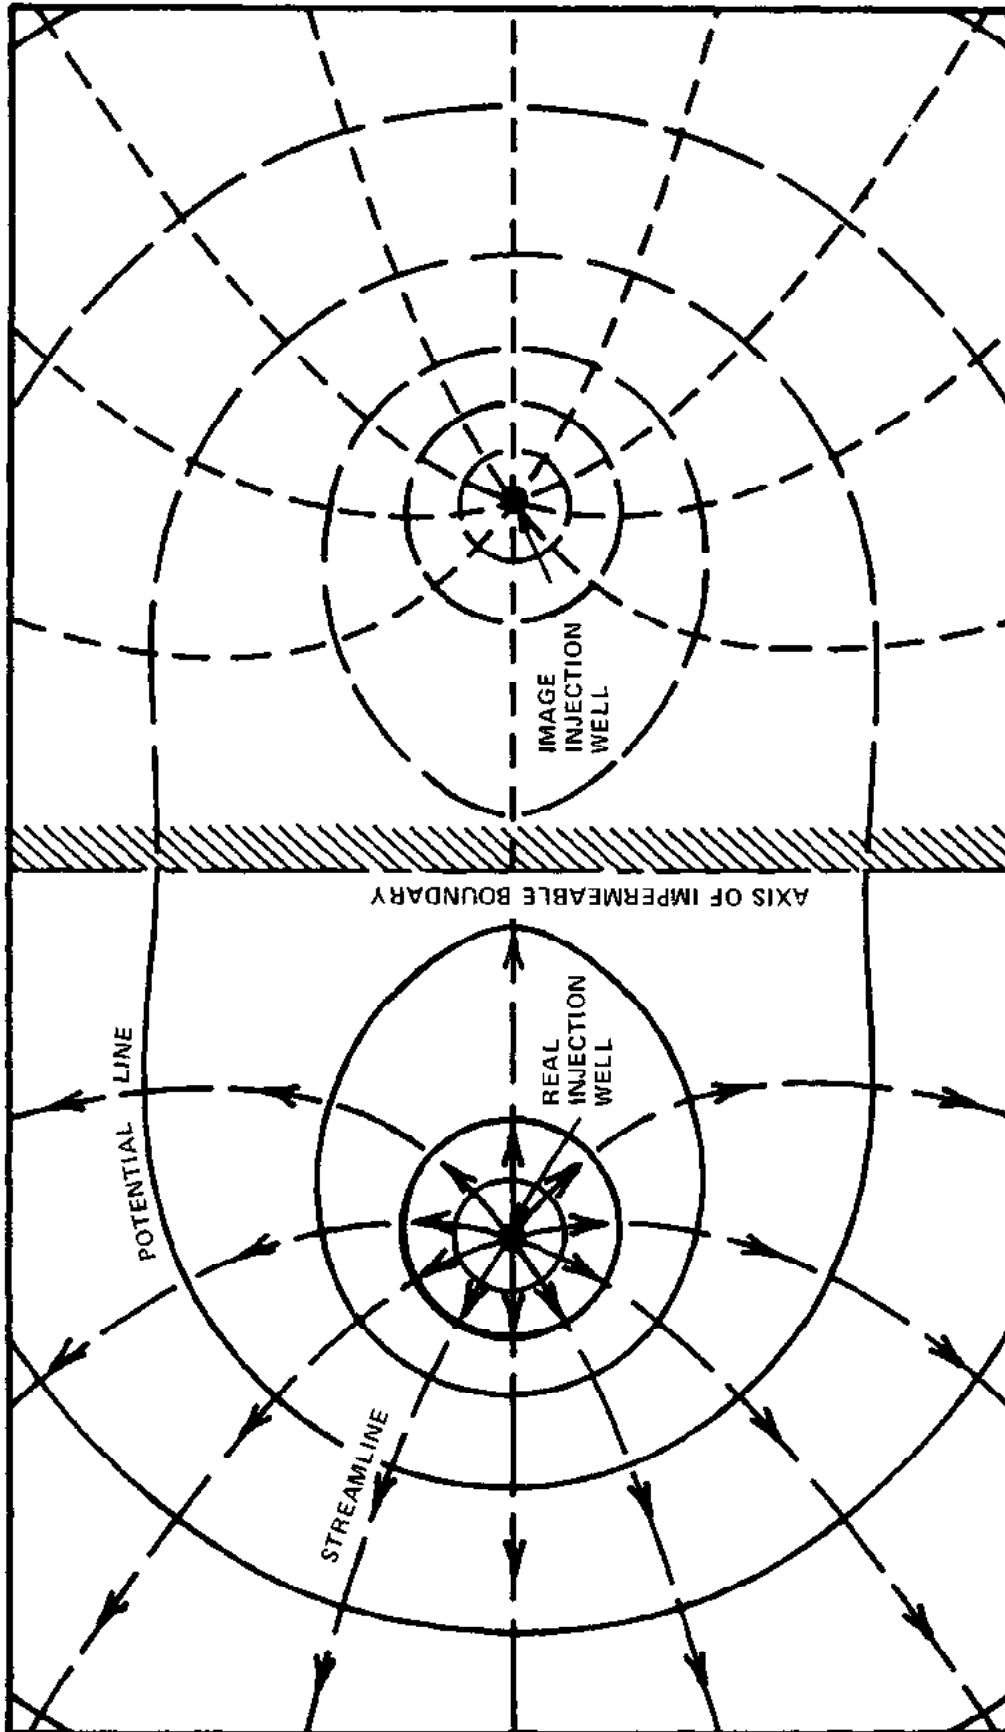 IMAGE
INJECTION
WELL
AXIS OF IMPERMEABLE BOUNDARY
REAL
INJECTION
WELL
POTENTIAL LINE
STREAMLINE